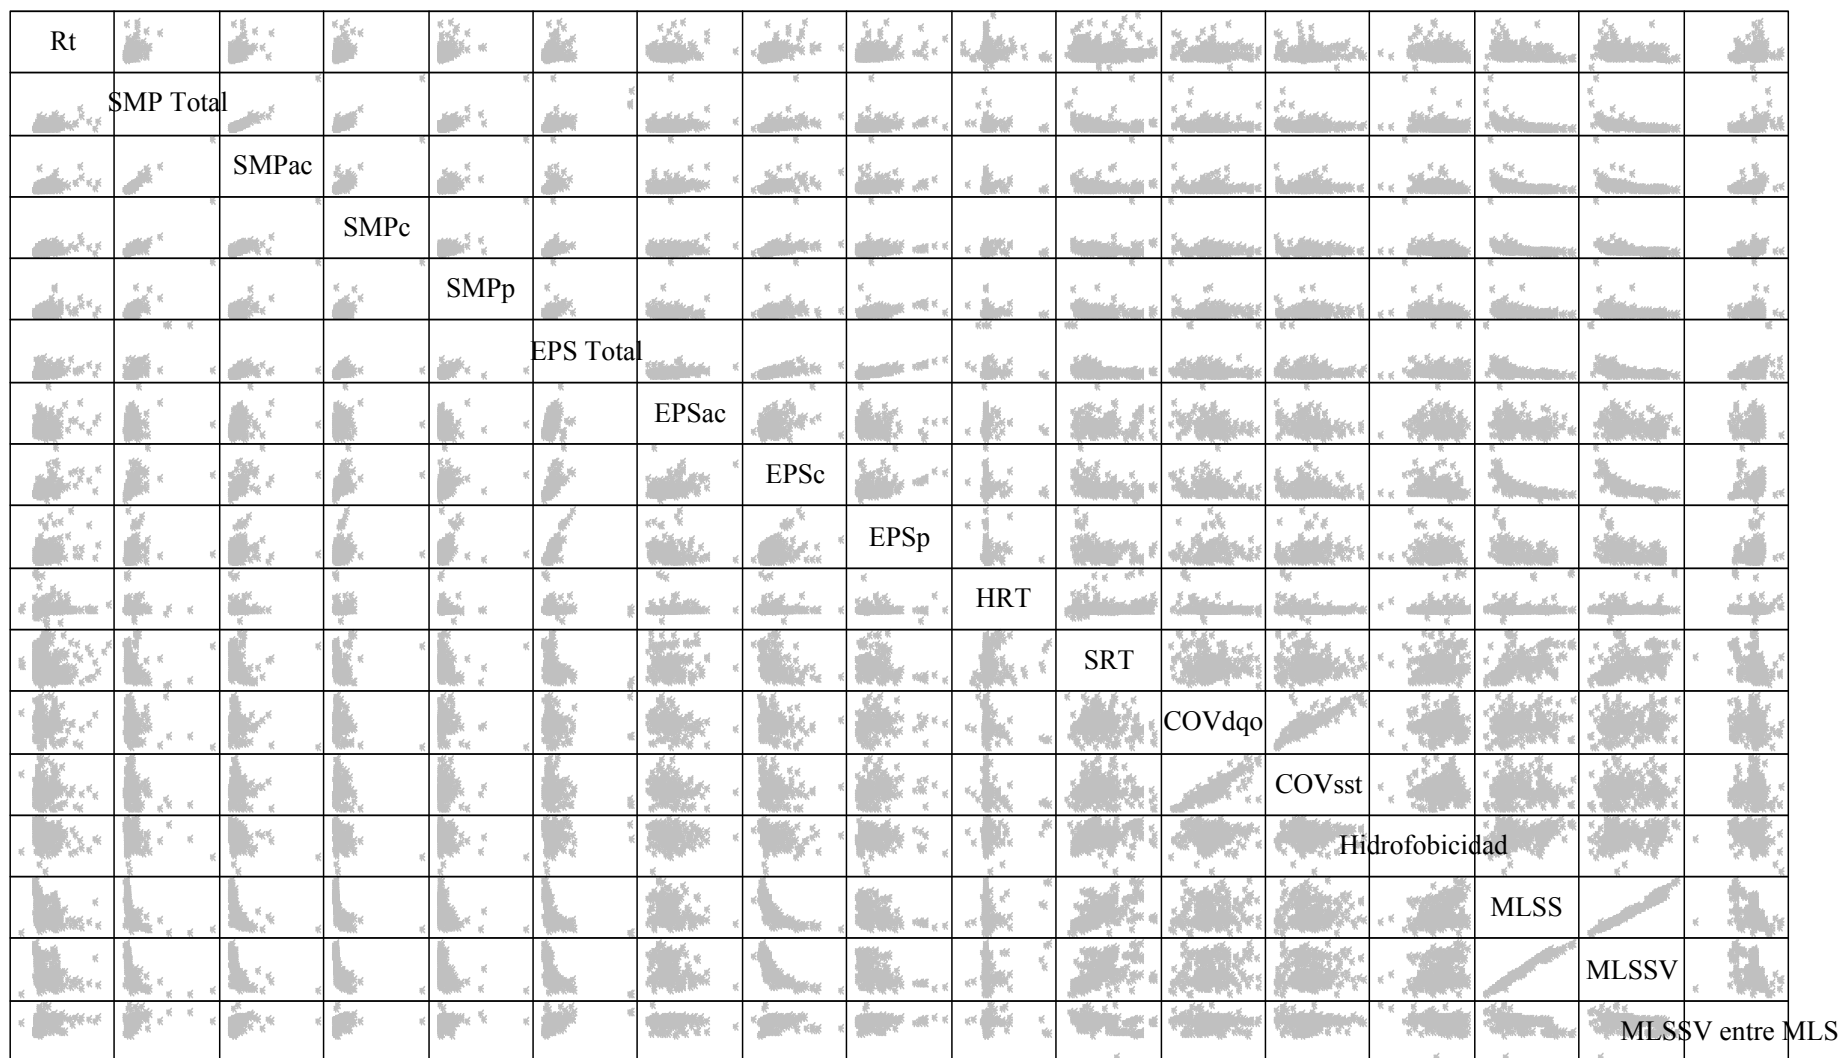 Rt
SMP Total
SMPac
SMPc
SMPp
EPS Total
EPSac
EPSc
EPSp
HRT
SRT
COVdqo
COVsst
Hidrofobicidad
MLSS
MLSSV
MLSSV entre MLS